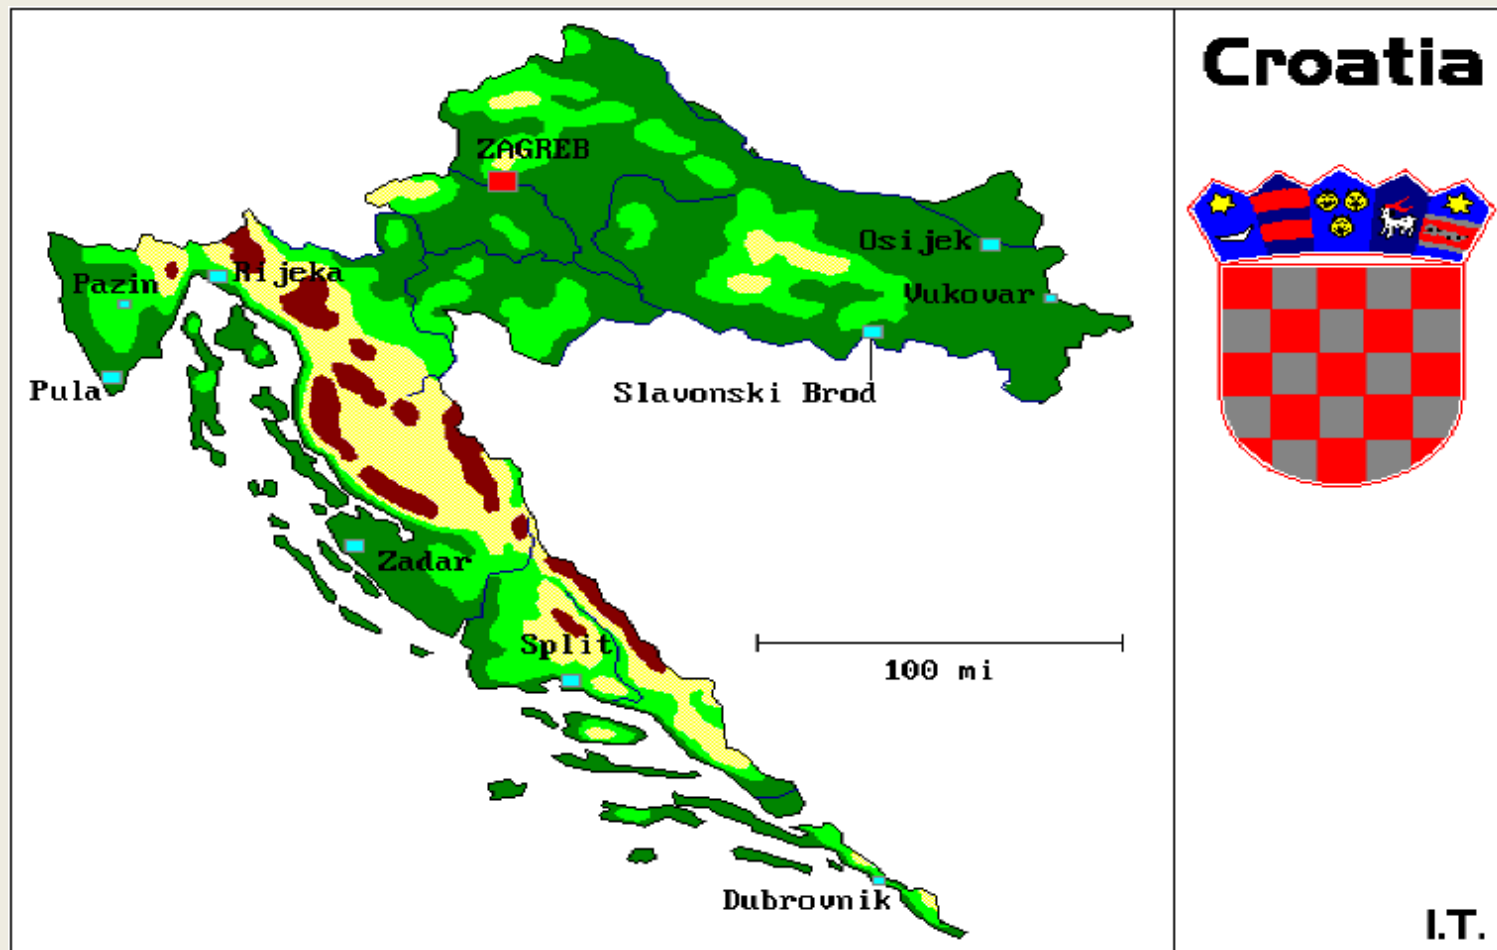 Croatia
ZAGREB
Osijek
Rijeka
Pazin
Vukovar
Pula
Slavonski Brod
Zadar
Split
100 mi
Dubrovnik
I.T.